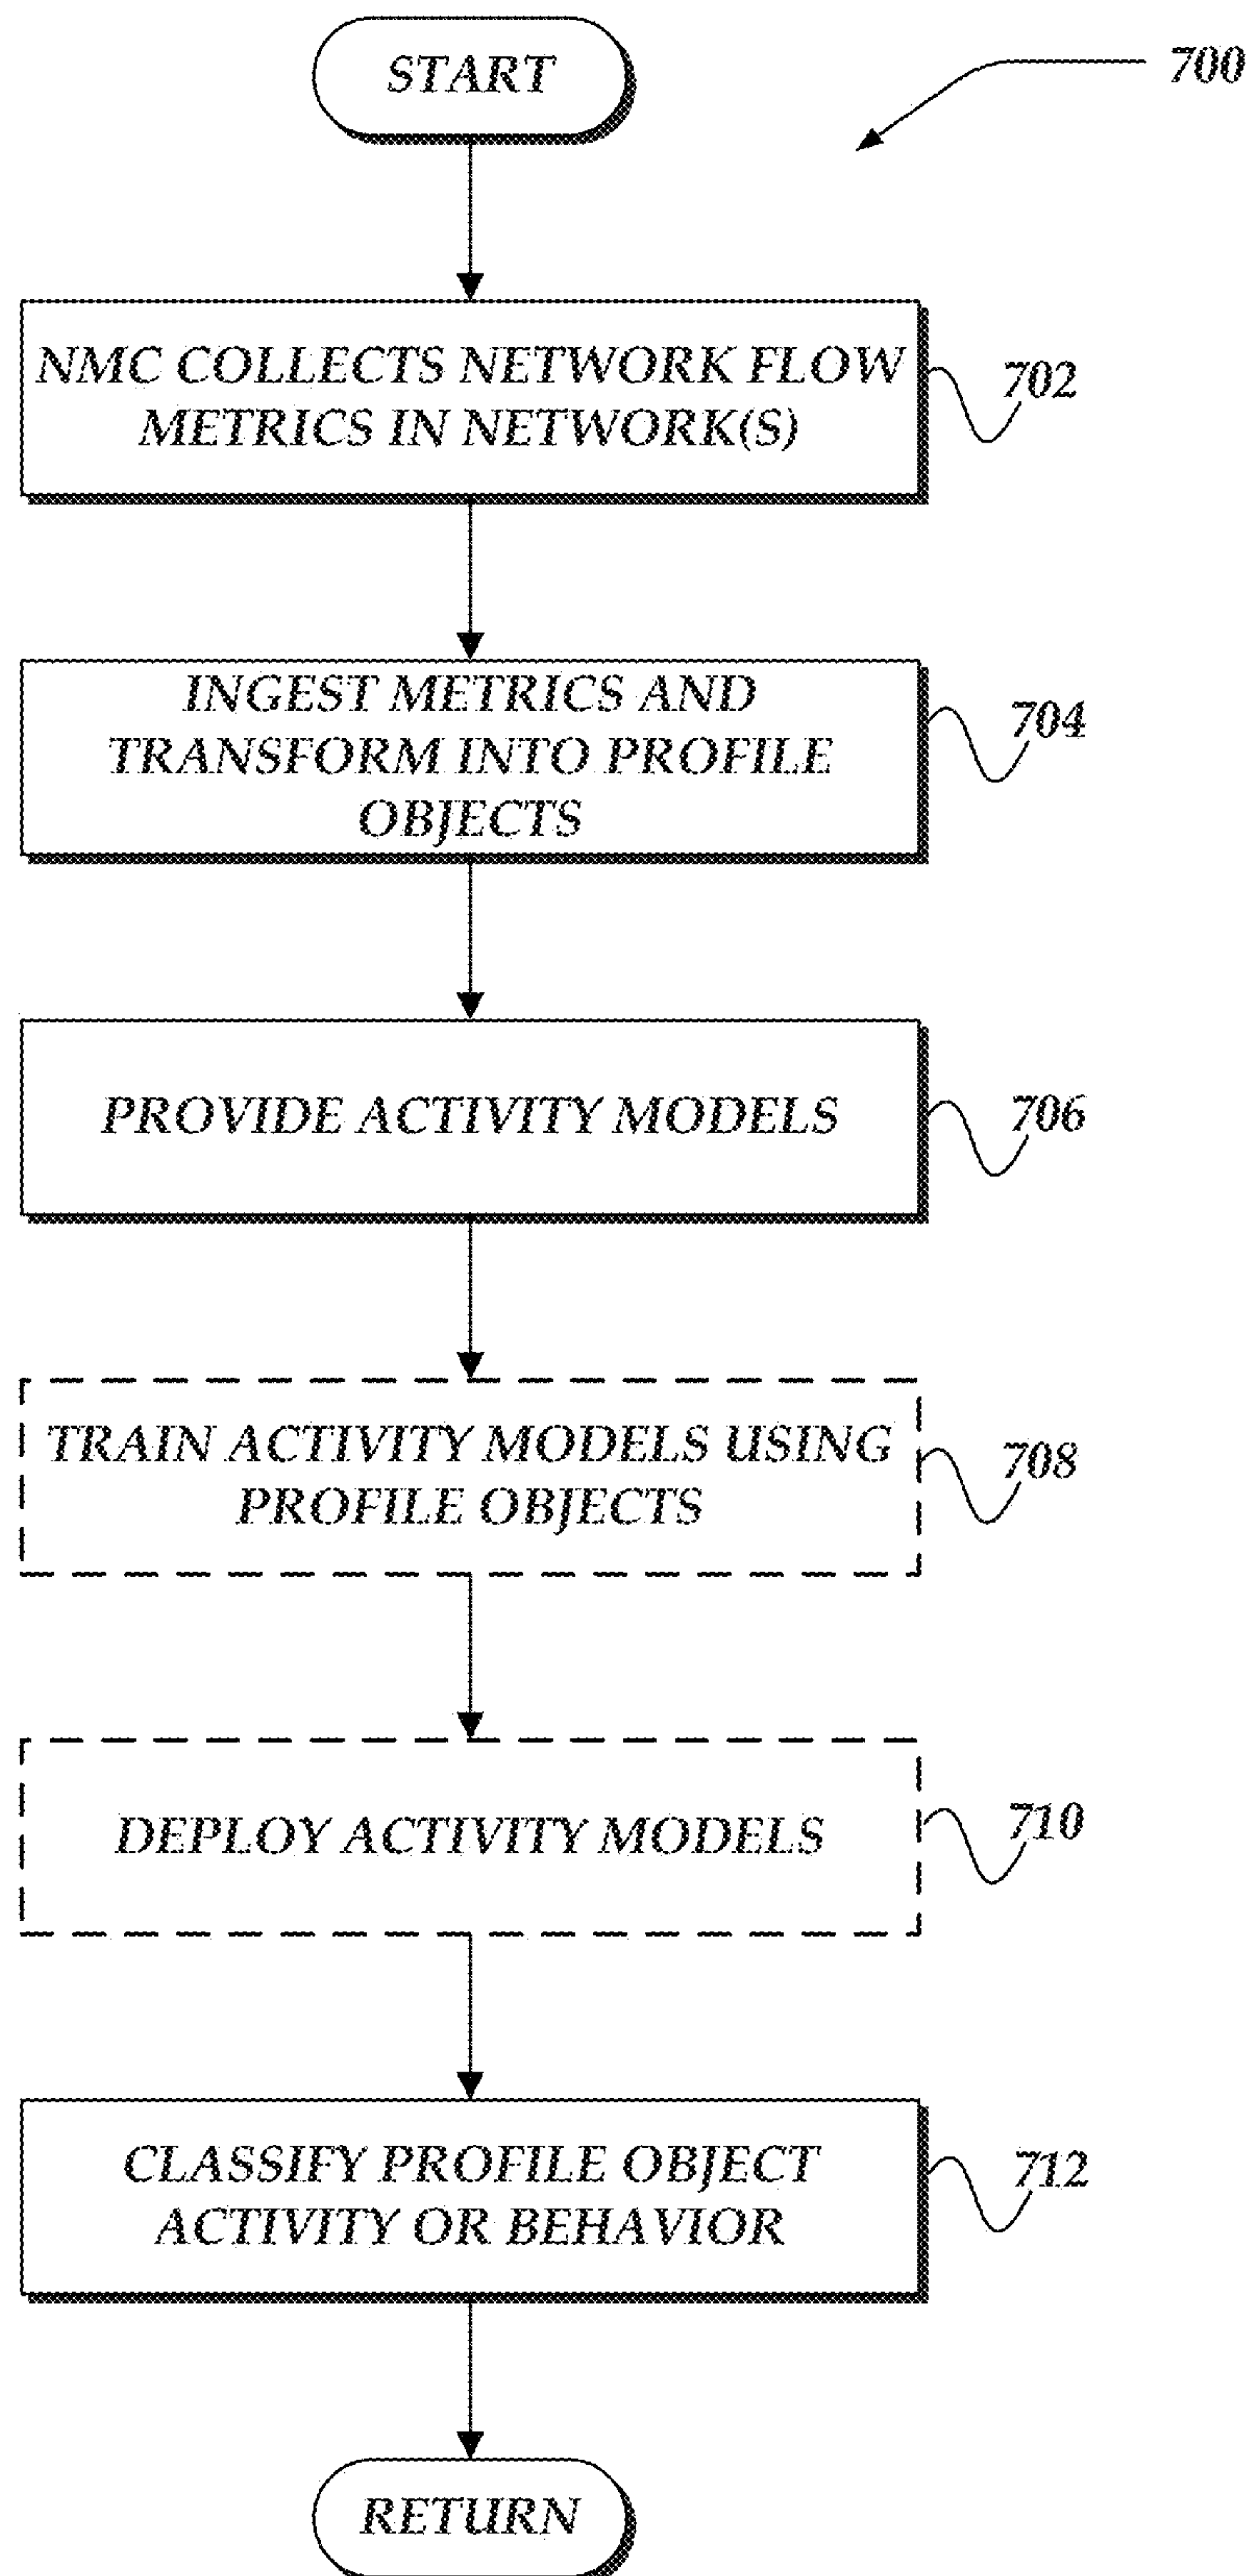 START
700
NMC COLLECTS NETWORK FLOW
METRICS IN NETWORK(S)
702
INGEST METRICS AND
TRANSFORM INTO PROFILE
OBJECTS
704
PROVIDE ACTIVITY MODELS
706
TRAIN ACTIVITY MODELS USING
PROFILE OBJECTS
708
DEPLOY ACTIVITY MODELS
710
CLASSIFY PROFILE OBJECT
ACTIVITY OR BEHAVIOR
712
RETURN